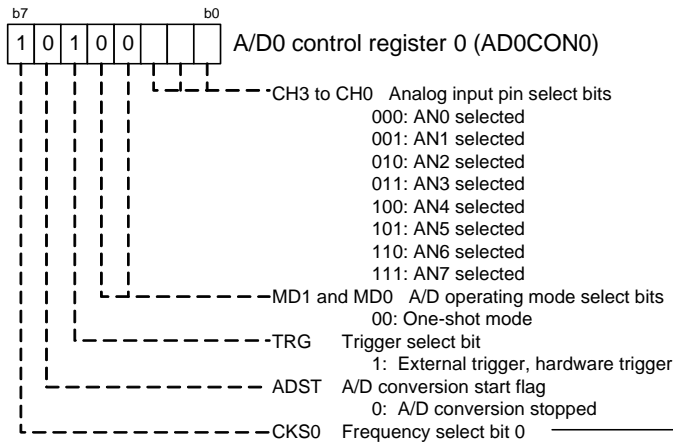 b7 b0
1 0 1 0 0 A/D0 control register 0 (AD0CON0)
CH3 to CH0 Analog input pin select bits
000: AN0 selected
001: AN1 selected
010: AN2 selected
011: AN3 selected
100: AN4 selected
101: AN5 selected
110: AN6 selected
111: AN7 selected
MD1 and MD0 A/D operating mode select bits
00: One-shot mode
TRG Trigger select bit
1: External trigger, hardware trigger
ADST A/D conversion start flag
0: A/D conversion stopped
CKS0 Frequency select bit 0